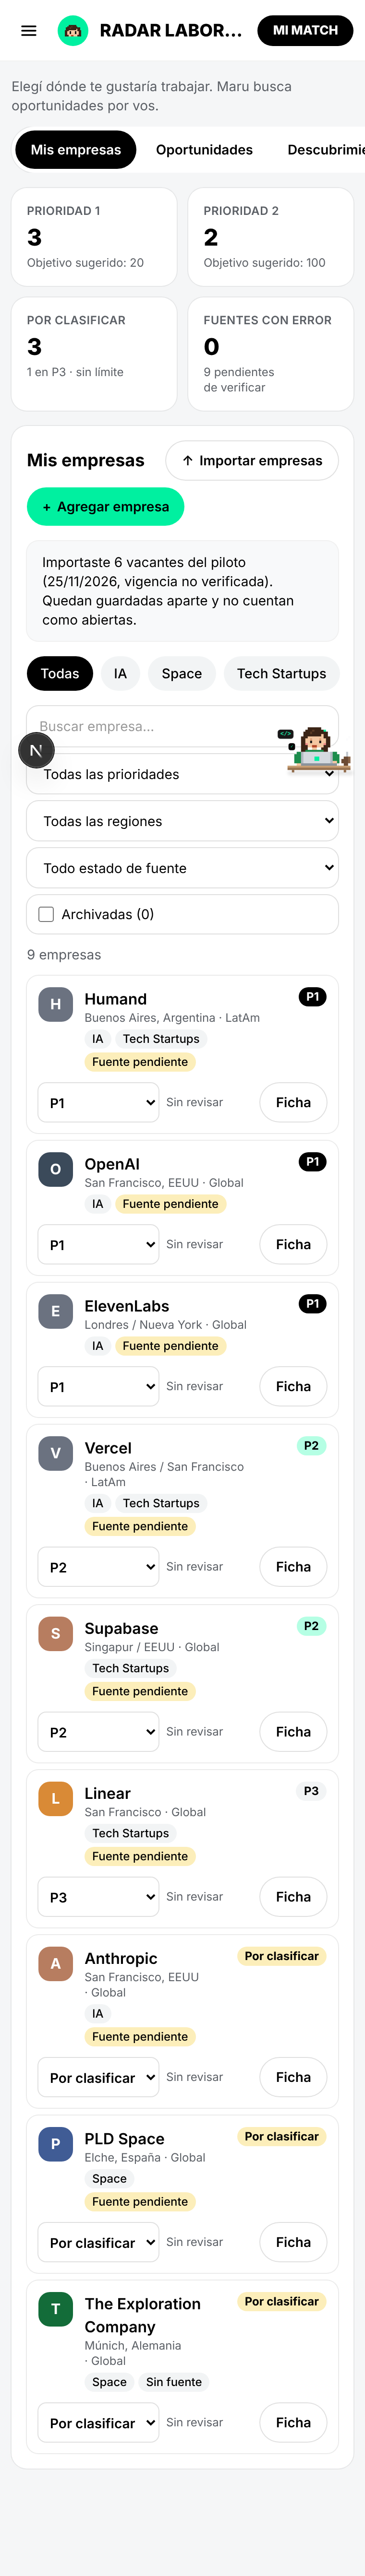 RADAR LABOR...
MI MATCH
Elegí dónde te gustaría trabajar. Maru busca
oportunidades por vos.
Mis empresas
Oportunidades
Descubrimie
PRIORIDAD 1
3
Objetivo sugerido: 20
PRIORIDAD 2
2
Objetivo sugerido: 100
POR CLASIFICAR
3
1 en P3 · sin límite
FUENTES CON ERROR
0
9 pendientes
de verificar
Mis empresas
↑ Importar empresas
+ Agregar empresa
Importaste 6 vacantes del piloto
(25/11/2026, vigencia no verificada).
Quedan guardadas aparte y no cuentan
como abiertas.
Todas
IA
Space
Tech Startups
Buscar empresa...
</>
N
Todas las prioridades
Todas las regiones
Todo estado de fuente
Archivadas (0)
9 empresas
H
Humand
P1
Buenos Aires, Argentina · LatAm
IA
Tech Startups
Fuente pendiente
P1
Sin revisar
Ficha
O
OpenAI
P1
San Francisco, EEUU · Global
IA
Fuente pendiente
P1
Sin revisar
Ficha
E
ElevenLabs
P1
Londres / Nueva York · Global
IA
Fuente pendiente
P1
Sin revisar
Ficha
V
Vercel
P2
Buenos Aires / San Francisco
· LatAm
IA
Tech Startups
Fuente pendiente
P2
Sin revisar
Ficha
S
Supabase
P2
Singapur / EEUU · Global
Tech Startups
Fuente pendiente
P2
Sin revisar
Ficha
L
Linear
P3
San Francisco · Global
Tech Startups
Fuente pendiente
P3
Sin revisar
Ficha
A
Anthropic
Por clasificar
San Francisco, EEUU
· Global
IA
Fuente pendiente
Por clasificar
Sin revisar
Ficha
P
PLD Space
Por clasificar
Elche, España · Global
Space
Fuente pendiente
Por clasificar
Sin revisar
Ficha
T
The Exploration
Company
Por clasificar
Múnich, Alemania
· Global
Space
Sin fuente
Por clasificar
Sin revisar
Ficha